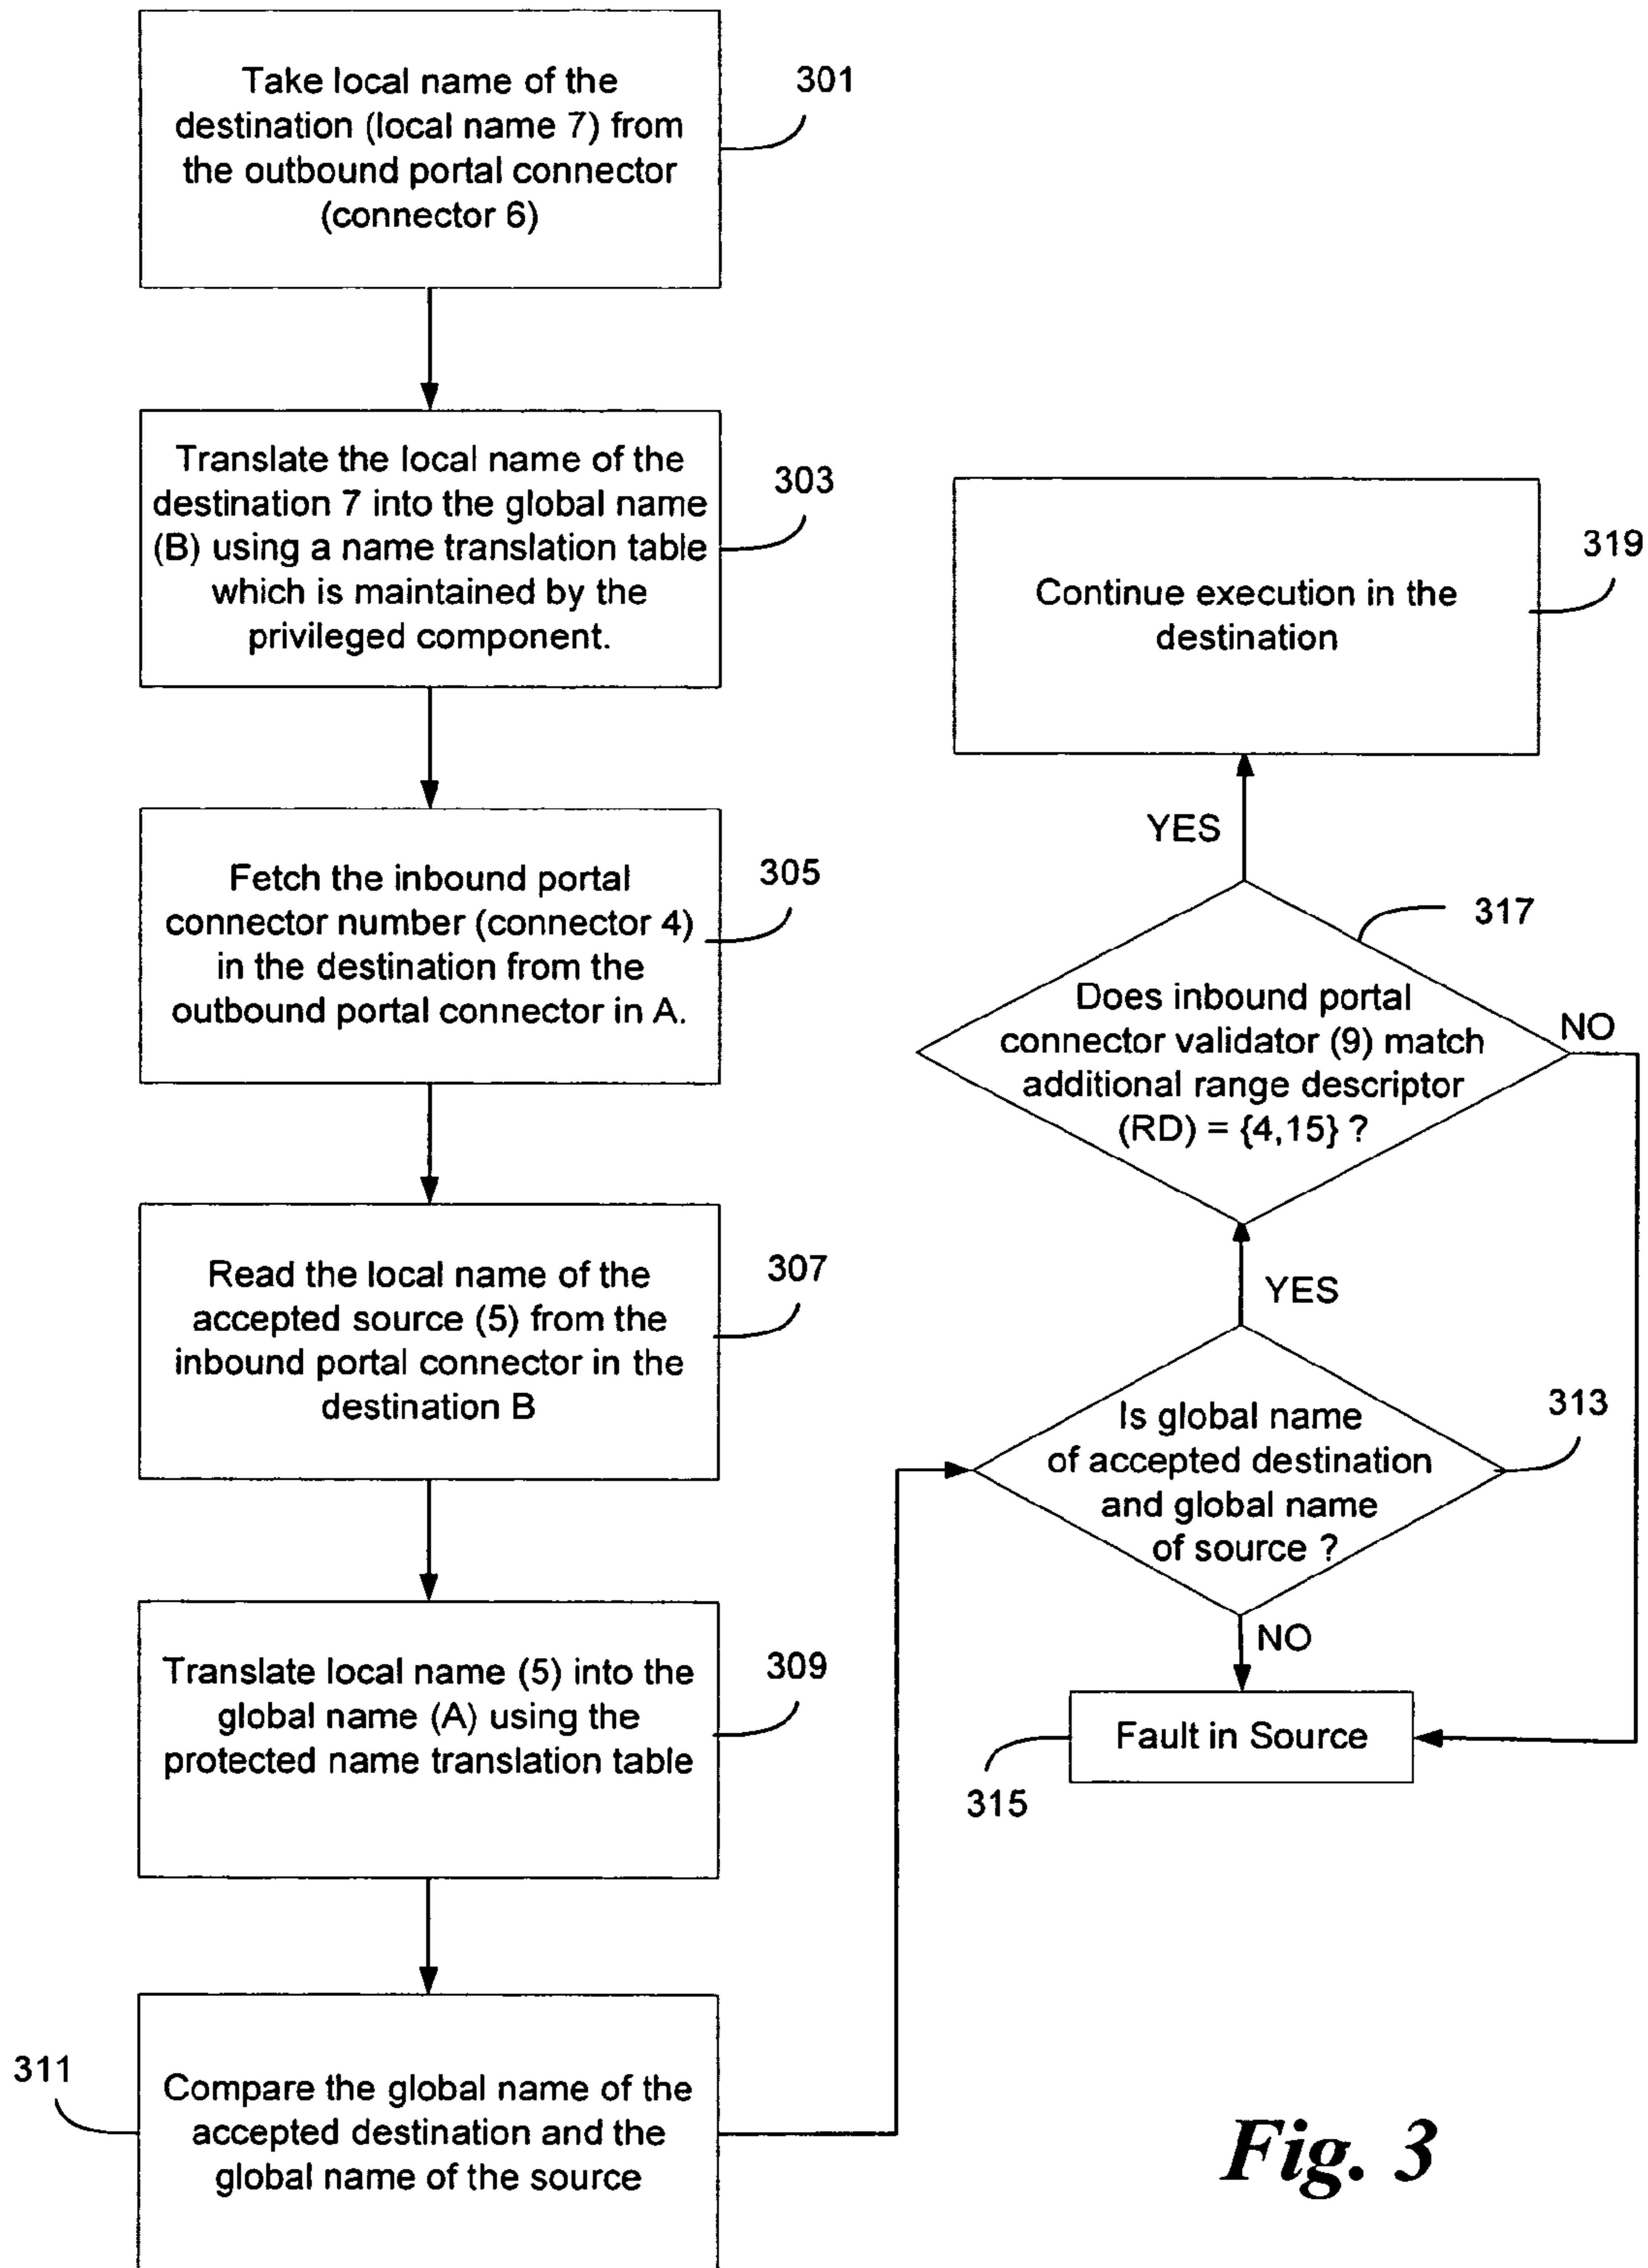 Take local name of the
destination (local name 7) from
the outbound portal connector
(connector 6)
301
Translate the local name of the
destination 7 into the global name
(B) using a name translation table
which is maintained by the
privileged component.
303
Fetch the inbound portal
connector number (connector 4)
in the destination from the
outbound portal connector in A.
305
Read the local name of the
accepted source (5) from the
inbound portal connector in the
destination B
307
Translate local name (5) into the
global name (A) using the
protected name translation table
309
Compare the global name of the
accepted destination and the
global name of the source
311
Is global name
of accepted destination
and global name
of source ?
313
NO
Fault in Source
315
YES
Does inbound portal
connector validator (9) match
additional range descriptor
(RD) = {4,15} ?
317
NO
YES
Continue execution in the
destination
319
Fig. 3